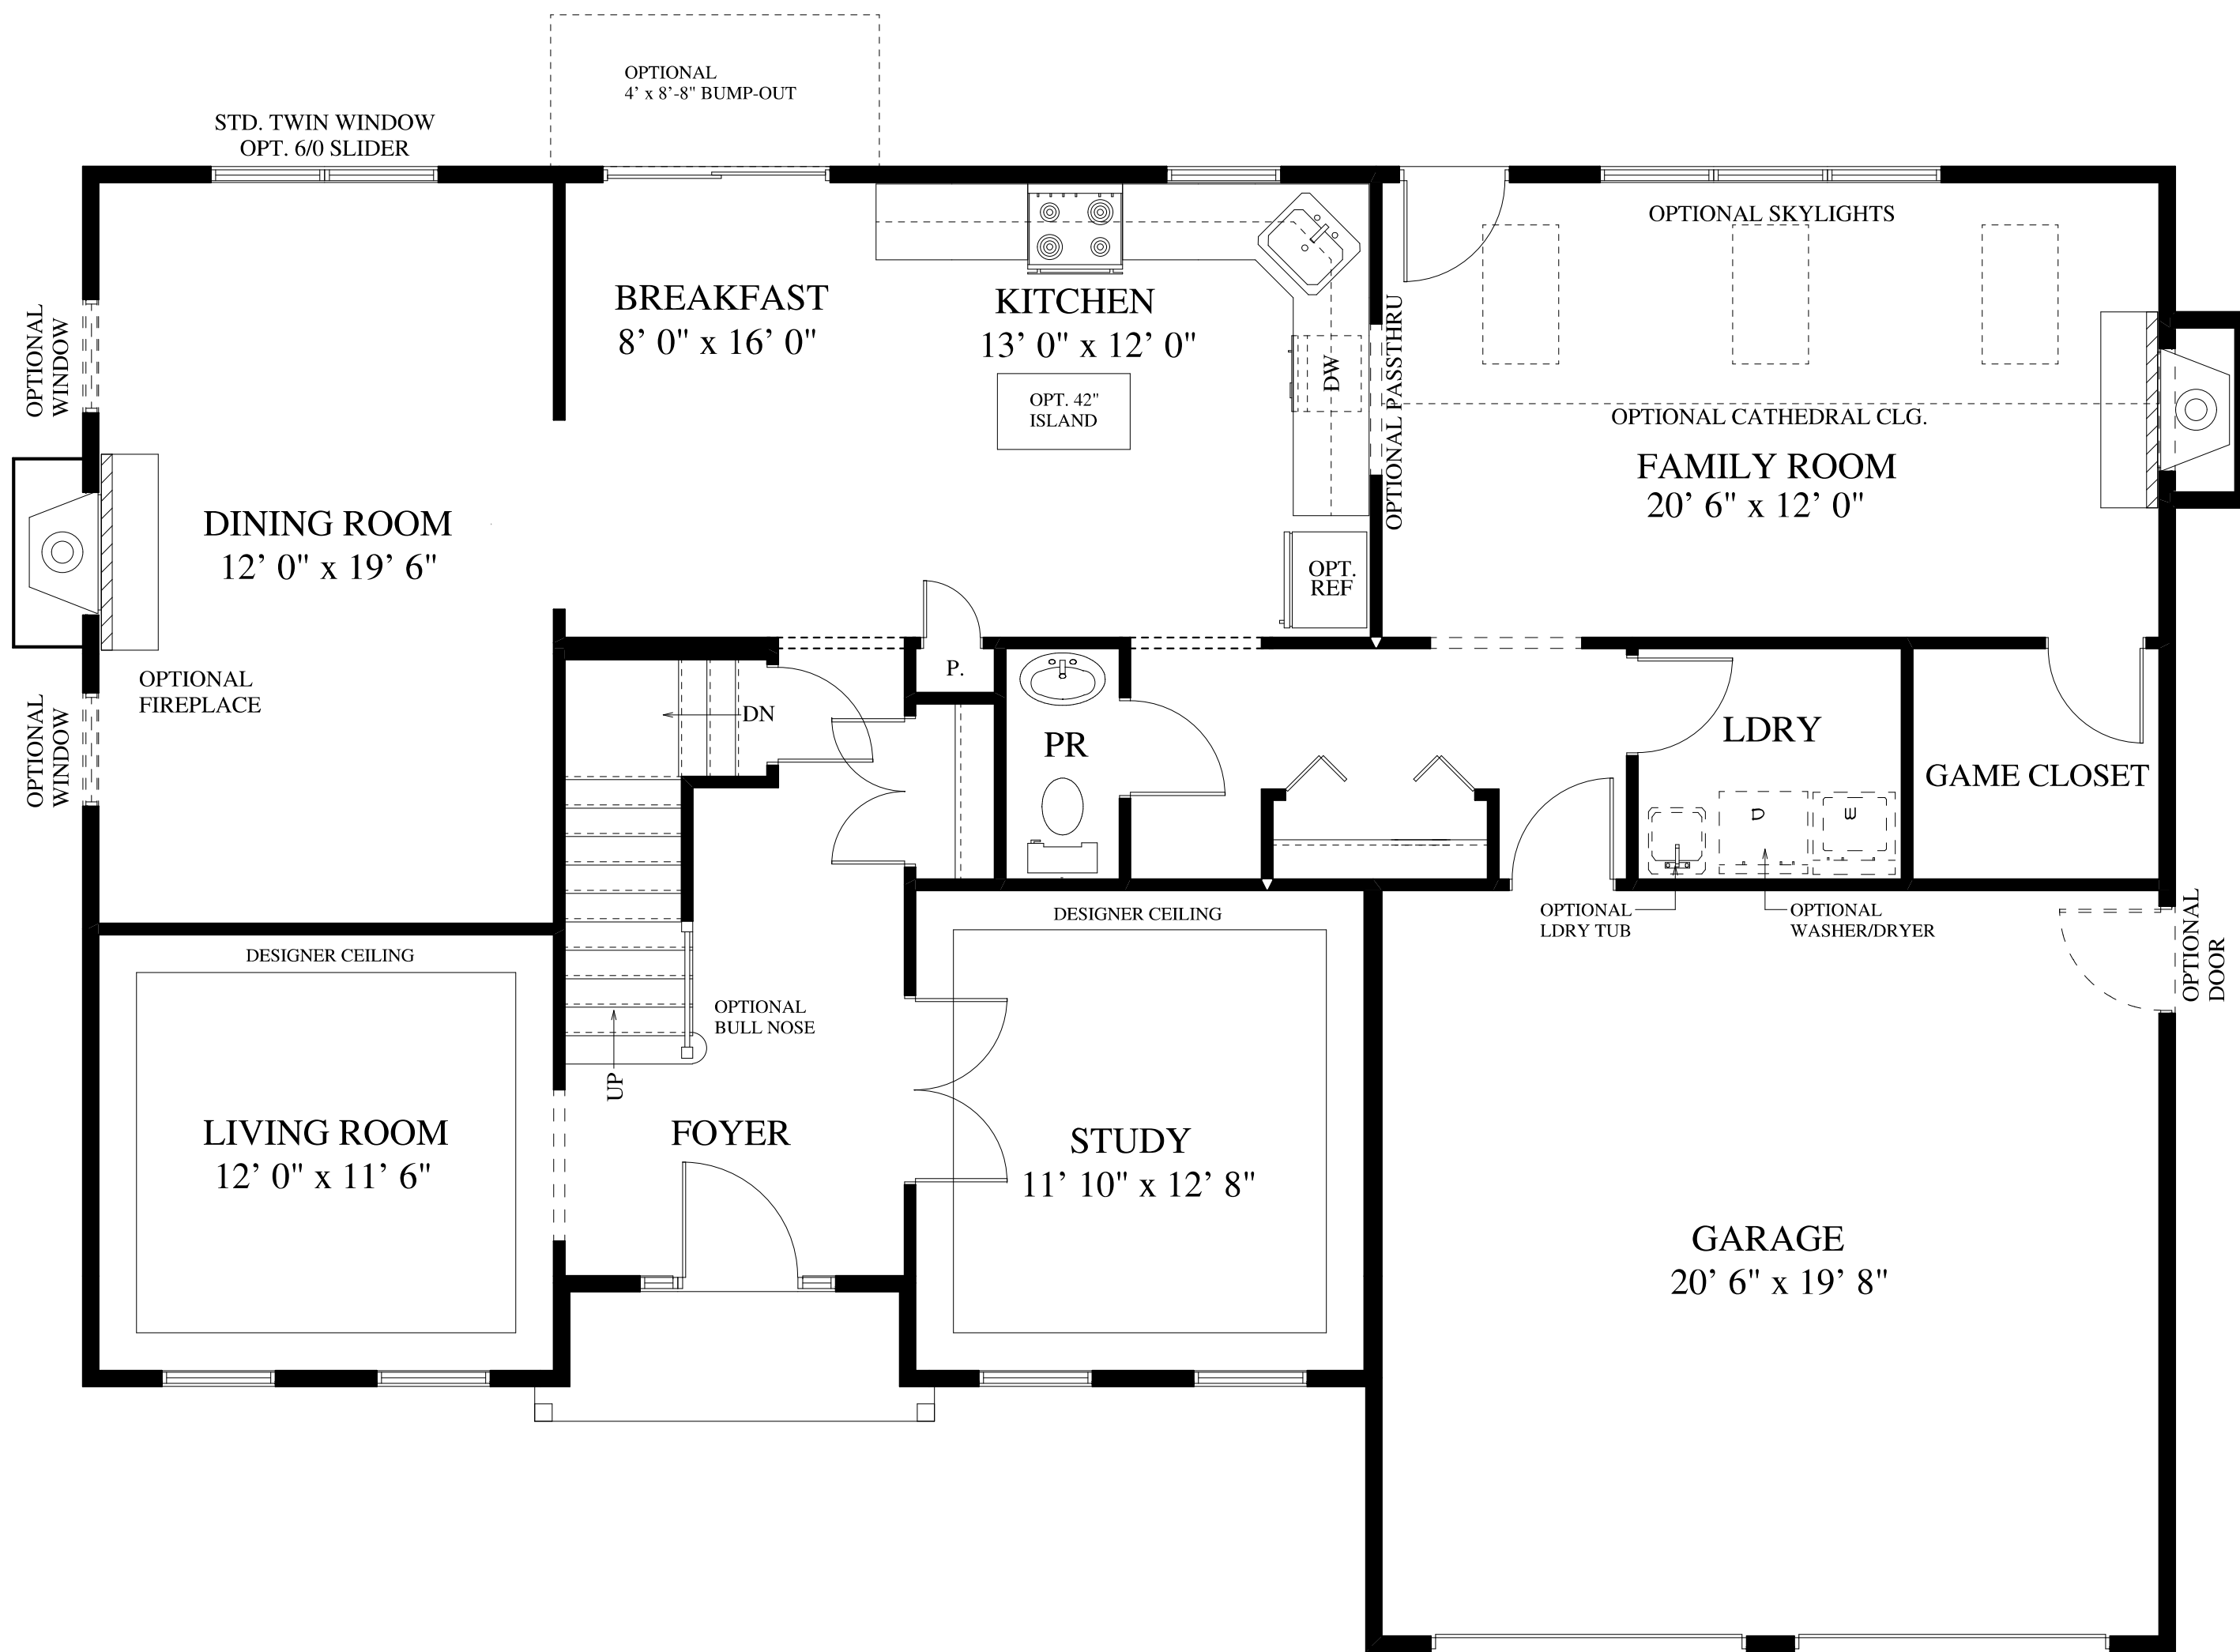 OPTIONAL
4' x 8'-8" BUMP-OUT
STD. TWIN WINDOW
OPT. 6/0 SLIDER
OPTIONAL SKYLIGHTS
BREAKFAST
8' 0" x 16' 0"
KITCHEN
13' 0" x 12' 0"
OPT. 42"
ISLAND
DW
OPTIONAL PASSTHRU
OPTIONAL CATHEDRAL CLG.
FAMILY ROOM
20' 6" x 12' 0"
OPTIONAL
WINDOW
DINING ROOM
12' 0" x 19' 6"
OPT.
REF
OPTIONAL
FIREPLACE
OPTIONAL
WINDOW
P.
DN
PR
LDRY
GAME CLOSET
D
W
DESIGNER CEILING
OPTIONAL
LDRY TUB
OPTIONAL
WASHER/DRYER
OPTIONAL
DOOR
DESIGNER CEILING
OPTIONAL
BULL NOSE
UP
LIVING ROOM
12' 0" x 11' 6"
FOYER
STUDY
11' 10" x 12' 8"
GARAGE
20' 6" x 19' 8"